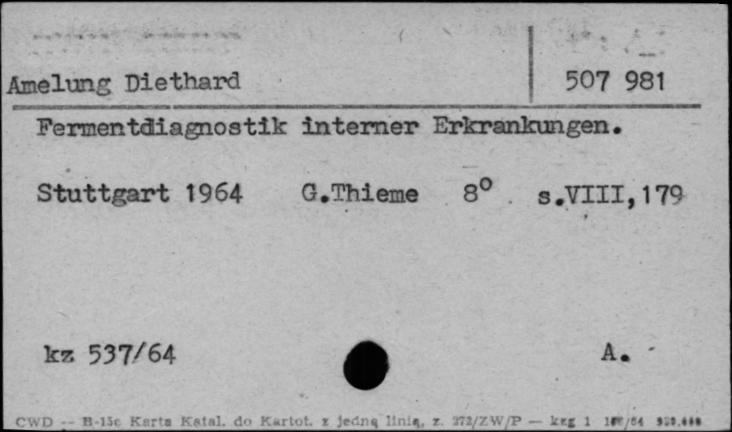 Amelung Diethard 507 981
Fermentdiagnostik interner Erkrankungen.
Stuttgart 1964 G.Thieme 8° s.VIII,179
kz 537/64 A.
CWD — B-15c Karta Katal. do Kartot. z jedną linią, z. 272/ZW/P — kzg 1